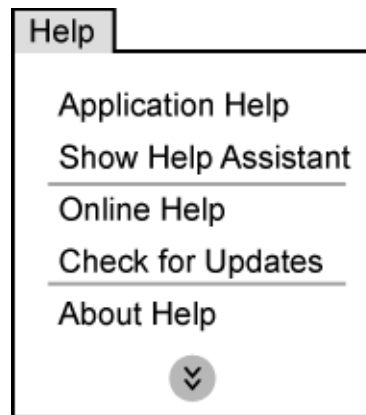 Help
Application Help
Show Help Assistant
Online Help
Check for Updates
About Help